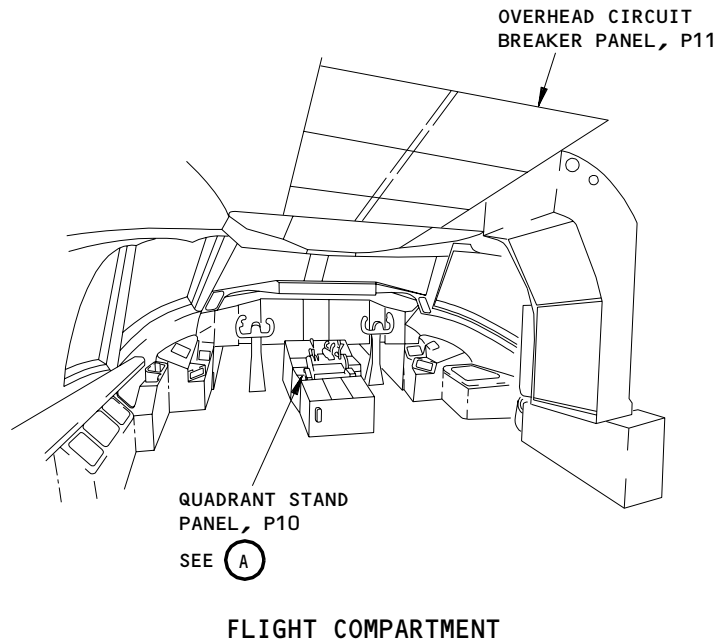 OVERHEAD CIRCUIT
BREAKER PANEL, P11
QUADRANT STAND
PANEL, P10
SEE A
FLIGHT COMPARTMENT